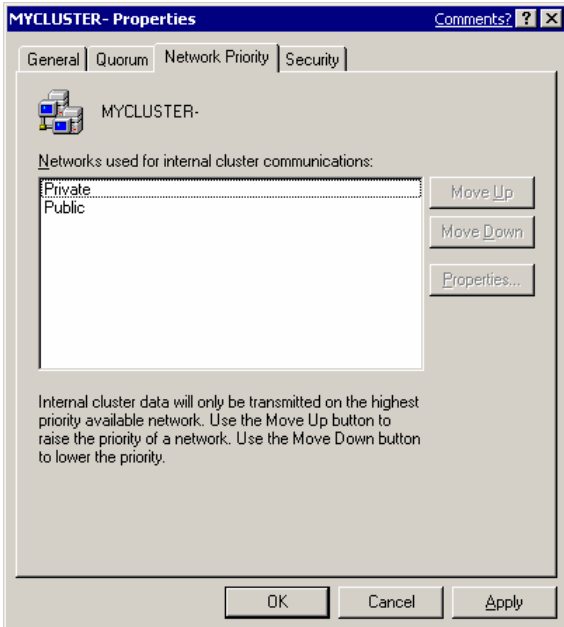 MYCLUSTER- Properties
Comments?
General
Quorum
Network Priority
Security
MYCLUSTER-
Networks used for internal cluster communications:
Private
Public
Move Up
Move Down
Properties...
Internal cluster data will only be transmitted on the highest
priority available network. Use the Move Up button to
raise the priority of a network. Use the Move Down button
to lower the priority.
OK
Cancel
Apply